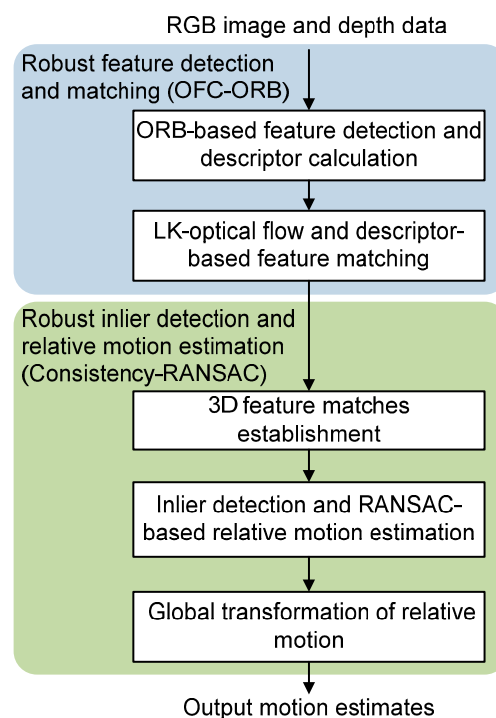 RGB image and depth data
Robust feature detection
and matching (OFC-ORB)
ORB-based feature detection and
descriptor calculation
LK-optical flow and descriptor-
based feature matching
Robust inlier detection and
relative motion estimation
(Consistency-RANSAC)
3D feature matches
establishment
Inlier detection and RANSAC-
based relative motion estimation
Global transformation of relative
motion
Output motion estimates